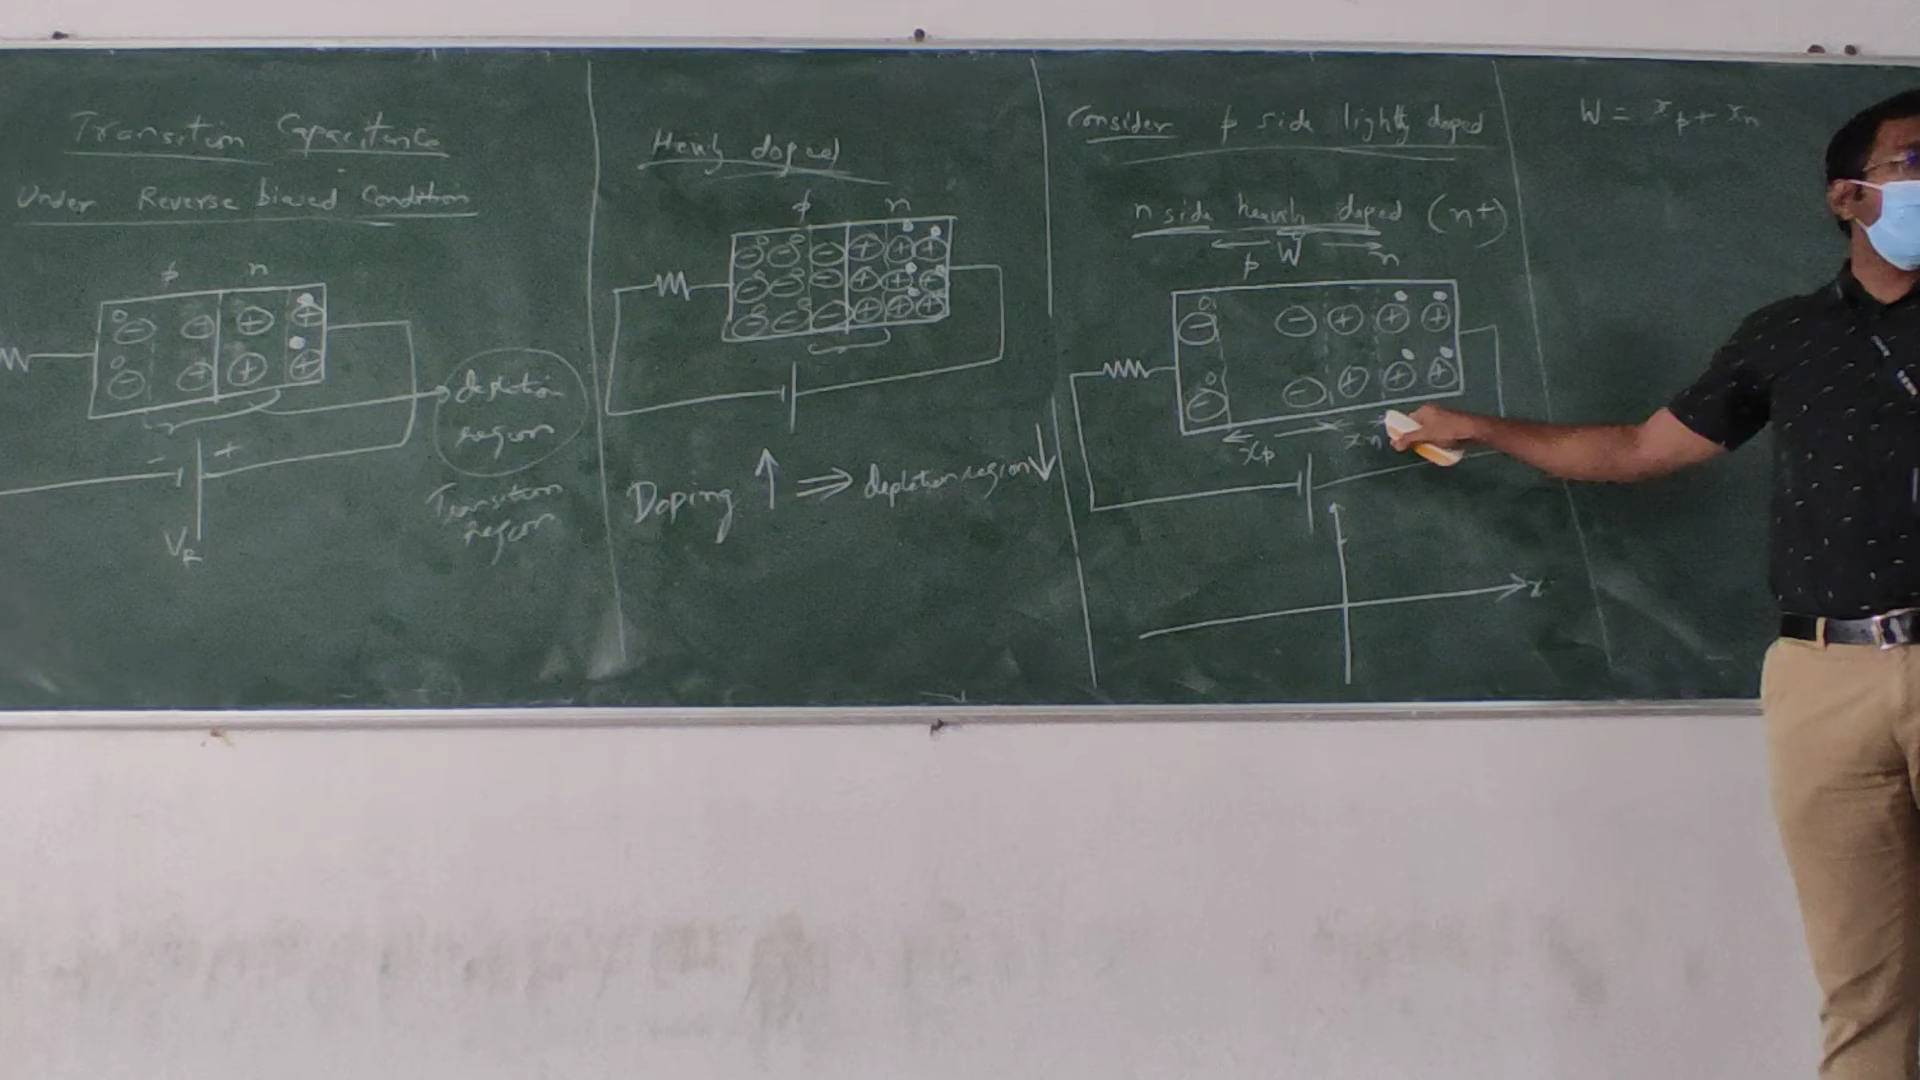 Transition Capacitance
Under Reverse biased Condition
p n
depletion
region
- +
Transition
region
VR
Heavily doped
p n
Doping ↑ ⇒ depletion region ↓
Consider p side lightly doped
n side heavily doped (n+)
← W →
p n
xp xn
x
W = xp + xn